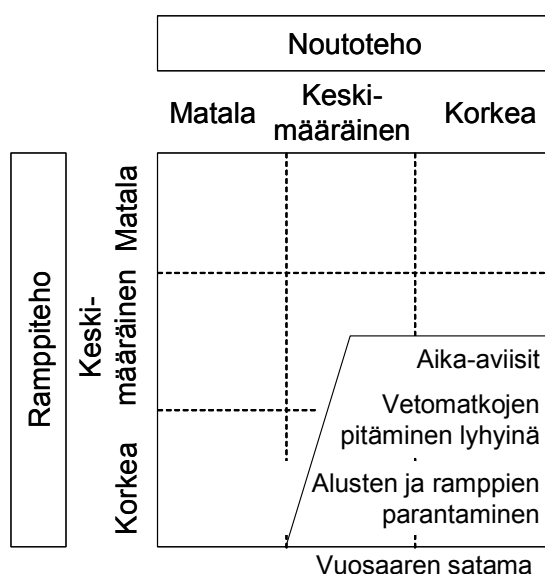 Noutoteho
Matala
Keski-
määräinen
Korkea
Ramppiteho
Matala
Keski-
määräinen
Korkea
Aika-aviisit
Vetomatkojen
pitäminen lyhyinä
Alusten ja ramppien
parantaminen
Vuosaaren satama